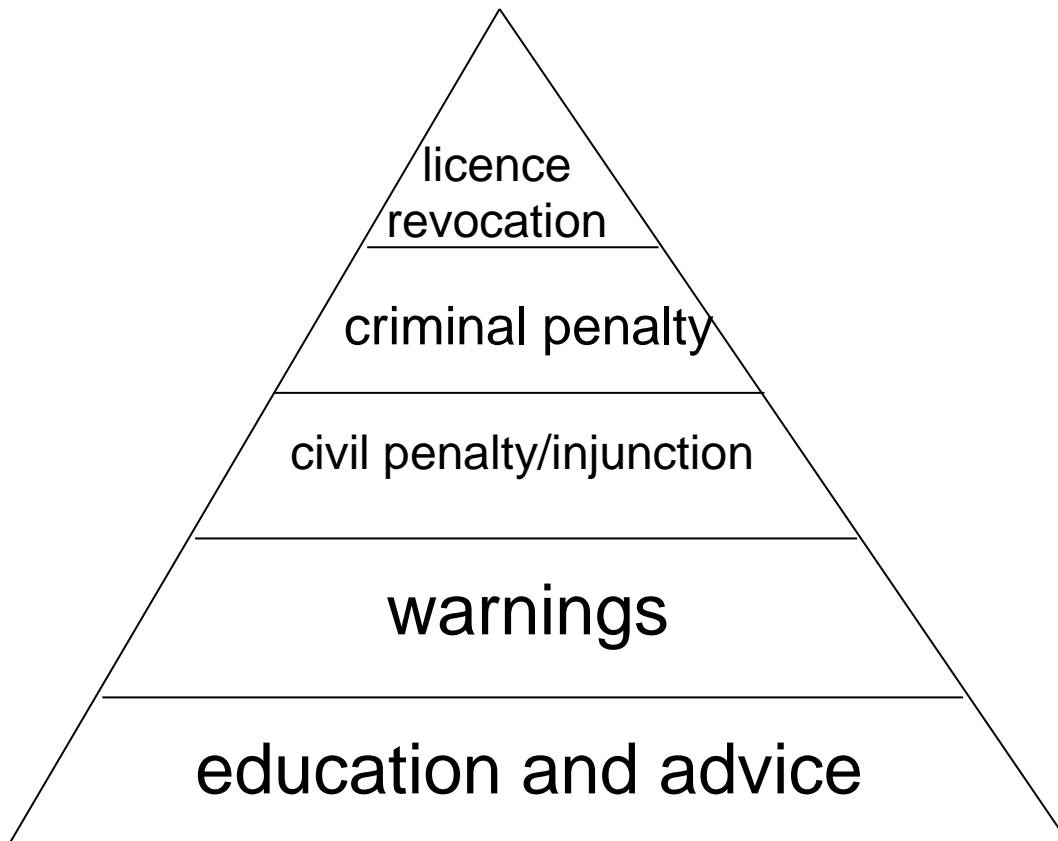 licence
revocation
criminal penalty
civil penalty/injunction
warnings
education and advice